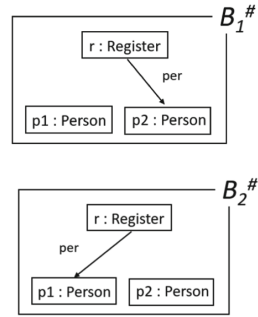 B1#
r : Register
per
p1 : Person
p2 : Person
B2#
r : Register
per
p1 : Person
p2 : Person